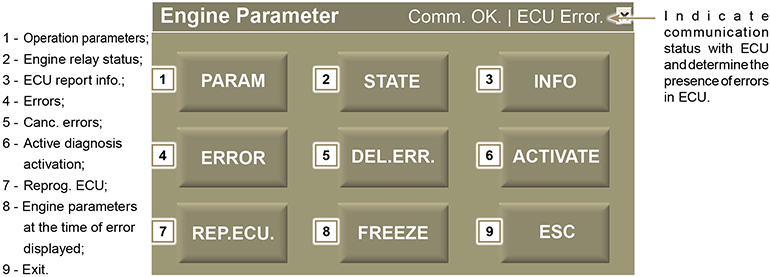 Engine Parameter Comm. OK. | ECU Error.
1 - Operation parameters;
2 - Engine relay status;
3 - ECU report info.;
4 - Errors;
5 - Canc. errors;
6 - Active diagnosis
activation;
7 - Reprog. ECU;
8 - Engine parameters
at the time of error
displayed;
9 - Exit.
1 PARAM 2 STATE 3 INFO
4 ERROR 5 DEL.ERR. 6 ACTIVATE
7 REP.ECU. 8 FREEZE 9 ESC
Indicate
communication
status with ECU
and determine the
presence of errors
in ECU.